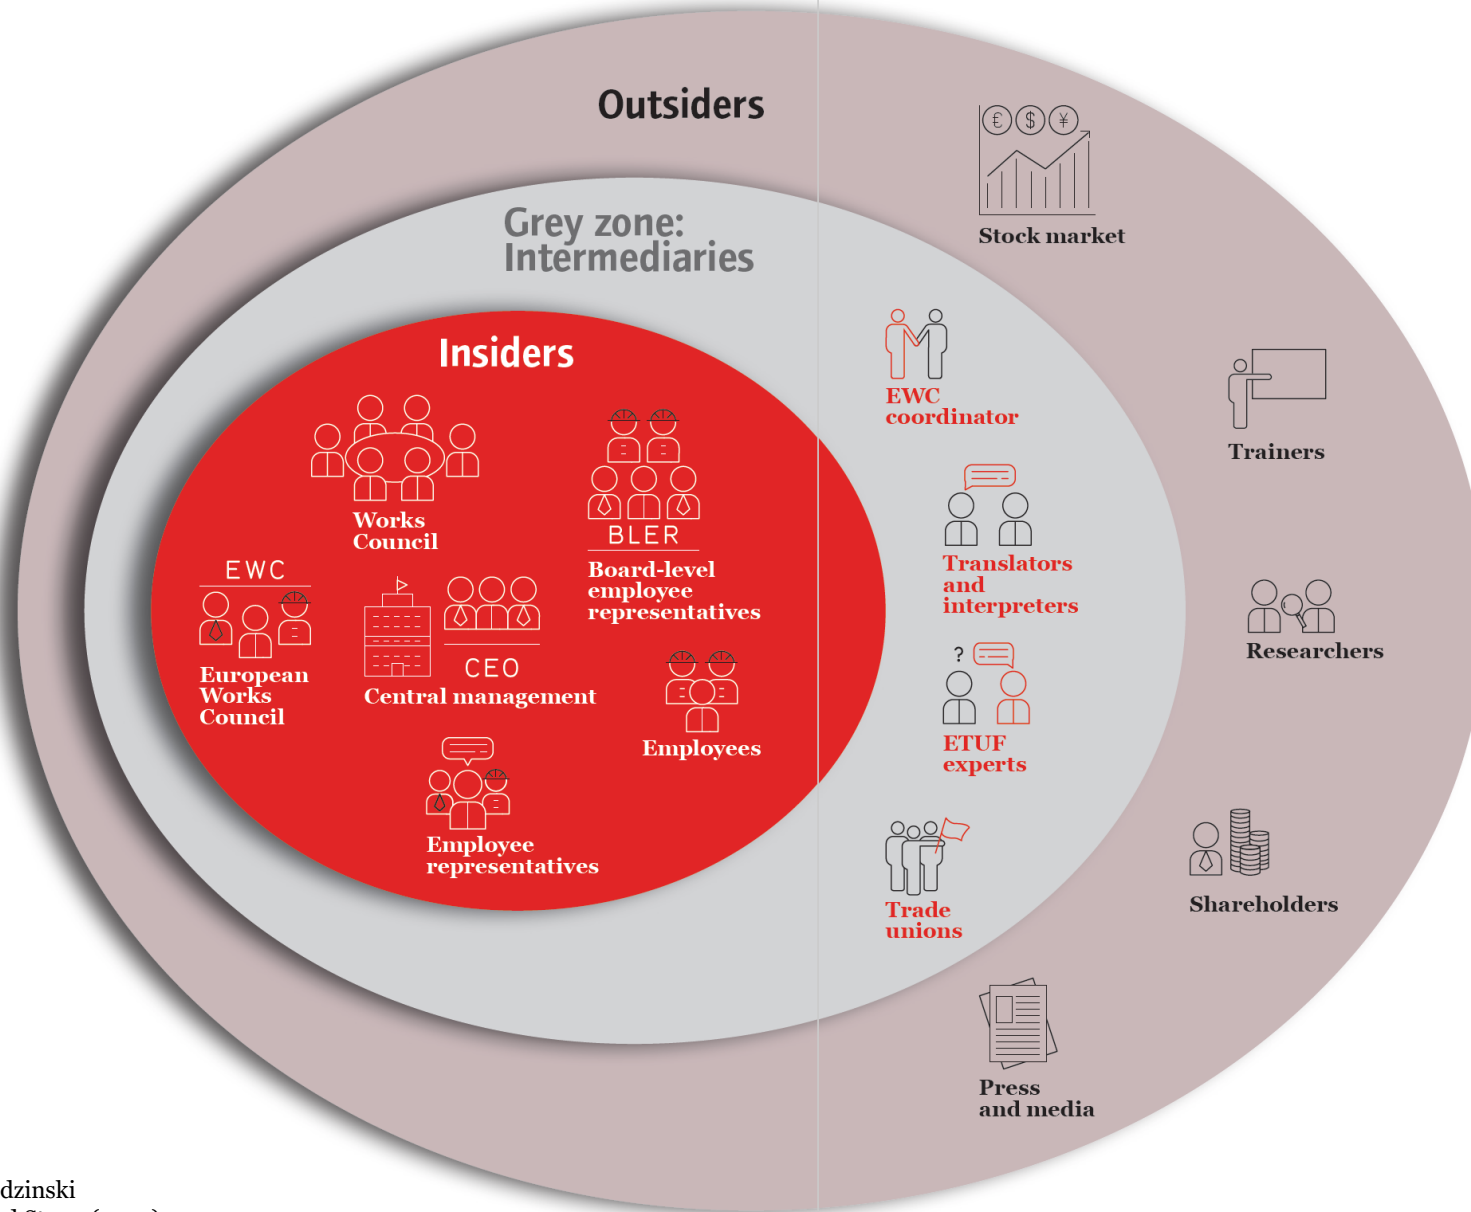 Outsiders
£ $ ¥
Stock market
Grey zone:
Intermediaries
Insiders
EWC
coordinator
Trainers
Works
Council
BLER
Board-level
employee
representatives
Translators
and
interpreters
EWC
European
Works
Council
CEO
Central management
Employees
Researchers
?
ETUF
experts
Employee
representatives
Trade
unions
Shareholders
Press
and media
dzinski